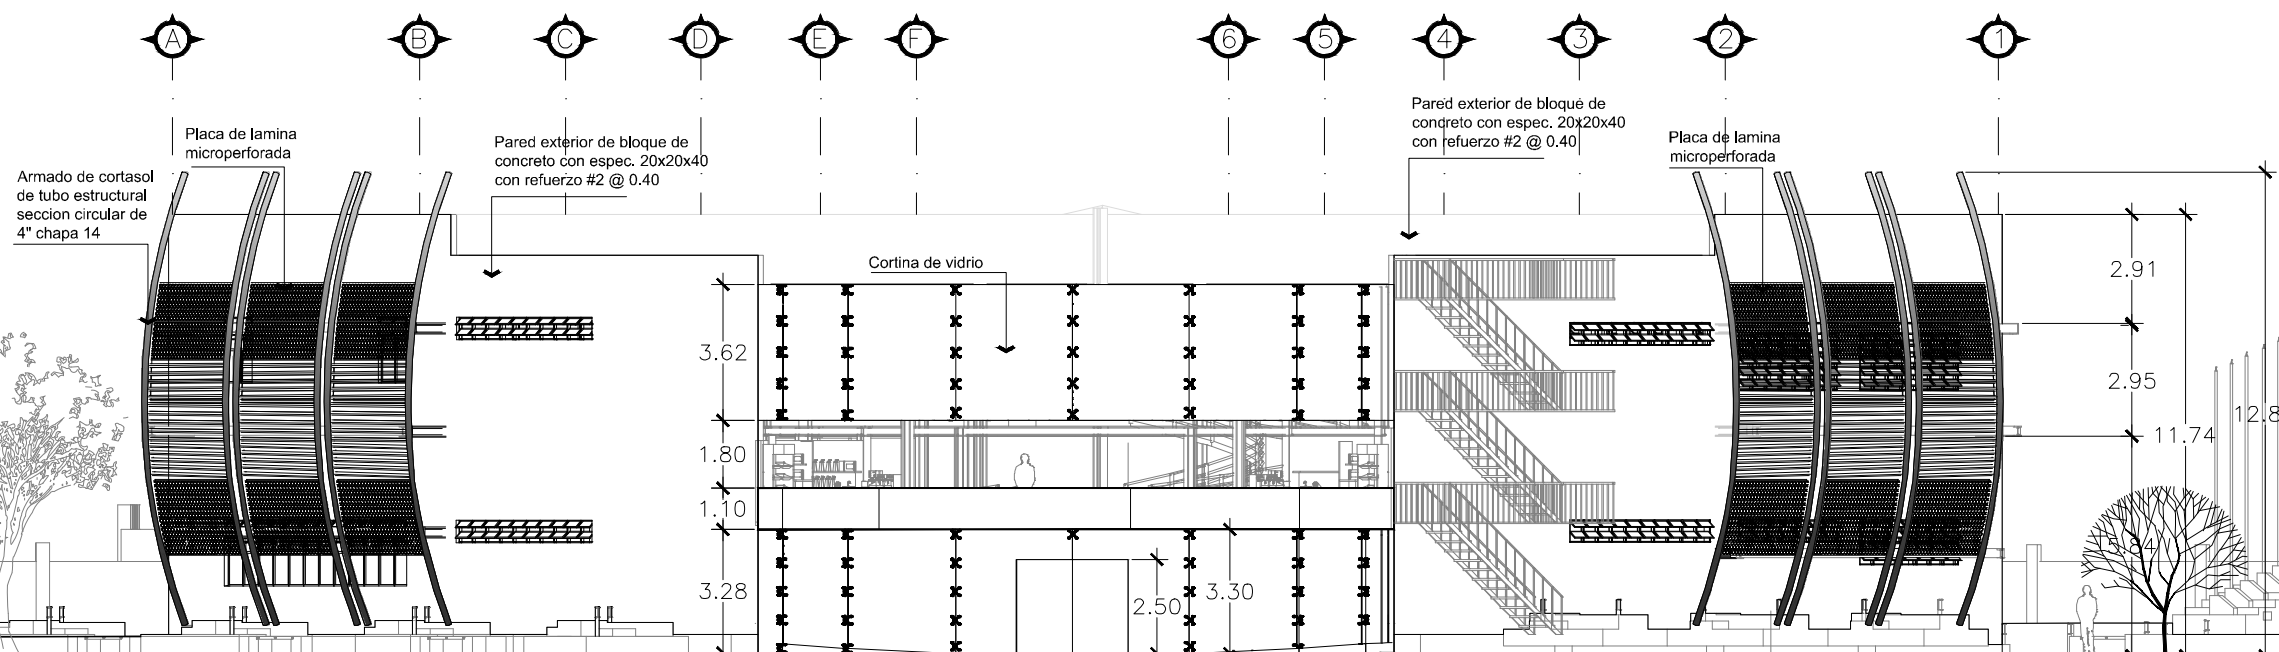 A B C D E F 6 5 4 3 2 1
Placa de lamina
microperforada
Armado de cortasol
de tubo estructural
seccion circular de
4" chapa 14
Pared exterior de bloque de
concreto con espec. 20x20x40
con refuerzo #2 @ 0.40
Cortina de vidrio
Pared exterior de bloque de
concreto con espec. 20x20x40
con refuerzo #2 @ 0.40
Placa de lamina
microperforada
3.62
1.80
1.10
3.28
2.50
3.30
2.91
2.95
11.74
12.8